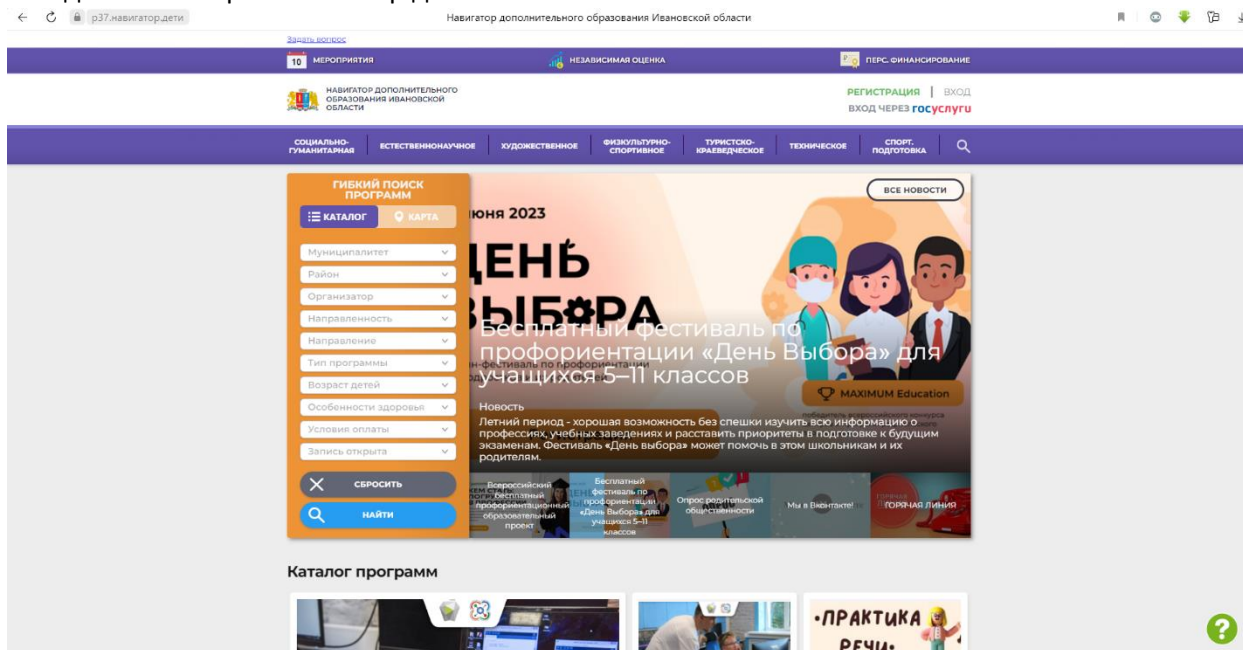 р37.навигатор.дети
Навигатор дополнительного образования Ивановской области
Задать вопрос
10 МЕРОПРИЯТИЯ
НЕЗАВИСИМАЯ ОЦЕНКА
ПЕРС. ФИНАНСИРОВАНИЕ
НАВИГАТОР ДОПОЛНИТЕЛЬНОГО
ОБРАЗОВАНИЯ ИВАНОВСКОЙ
ОБЛАСТИ
РЕГИСТРАЦИЯ | ВХОД
ВХОД ЧЕРЕЗ госуслуги
СОЦИАЛЬНО-
ГУМАНИТАРНАЯ
ЕСТЕСТВЕННОНАУЧНОЕ
ХУДОЖЕСТВЕННОЕ
ФИЗКУЛЬТУРНО-
СПОРТИВНОЕ
ТУРИСТСКО-
КРАЕВЕДЧЕСКОЕ
ТЕХНИЧЕСКОЕ
СПОРТ.
ПОДГОТОВКА
ГИБКИЙ ПОИСК
ПРОГРАММ
КАТАЛОГ
КАРТА
Муниципалитет
Район
Организатор
Направленность
Направление
Тип программы
Возраст детей
Особенности здоровья
Условия оплаты
Запись открыта
СБРОСИТЬ
НАЙТИ
ВСЕ НОВОСТИ
июня 2023
ДЕНЬ
ВЫБОРА
MAXIMUM Education
Бесплатный фестиваль по
профориентации «День Выбора» для
учащихся 5–11 классов
Новость
Летний период - хорошая возможность без спешки изучить всю информацию о
профессиях, учебных заведениях и расставить приоритеты в подготовке к будущим
экзаменам. Фестиваль «День выбора» может помочь в этом школьникам и их
родителям.
Всероссийский
бесплатный
профориентационный
образовательный
проект
Бесплатный
фестиваль по
профориентации
«День Выбора» для
учащихся 5–11
классов
Опрос родительской
общественности
Мы в Вконтакте!
ГОРЯЧАЯ ЛИНИЯ
Каталог программ
•ПРАКТИКА
РЕЧИ•
?